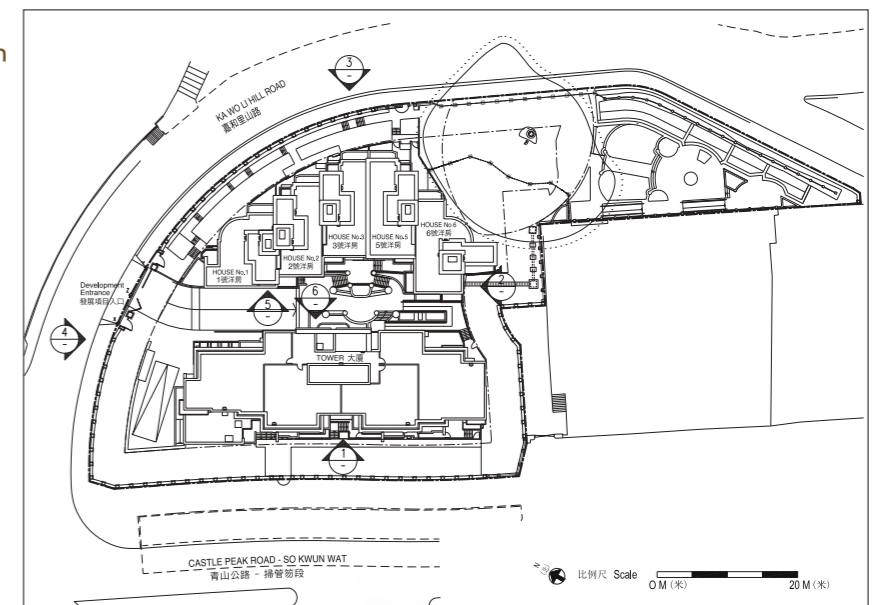 n
3
-
KA WO LI HILL ROAD
嘉和里山路
HOUSE No.3
3號洋房
HOUSE No.5
5號洋房
HOUSE No.6
6號洋房
HOUSE No.2
2號洋房
HOUSE No.1
1號洋房
Development
Entrance
發展項目入口
2
-
5
-
6
-
4
-
TOWER 大廈
1
-
CASTLE PEAK ROAD - SO KWUN WAT
青山公路 - 掃管笏段
N
(北)
比例尺 Scale
0 M (米)
20 M (米)